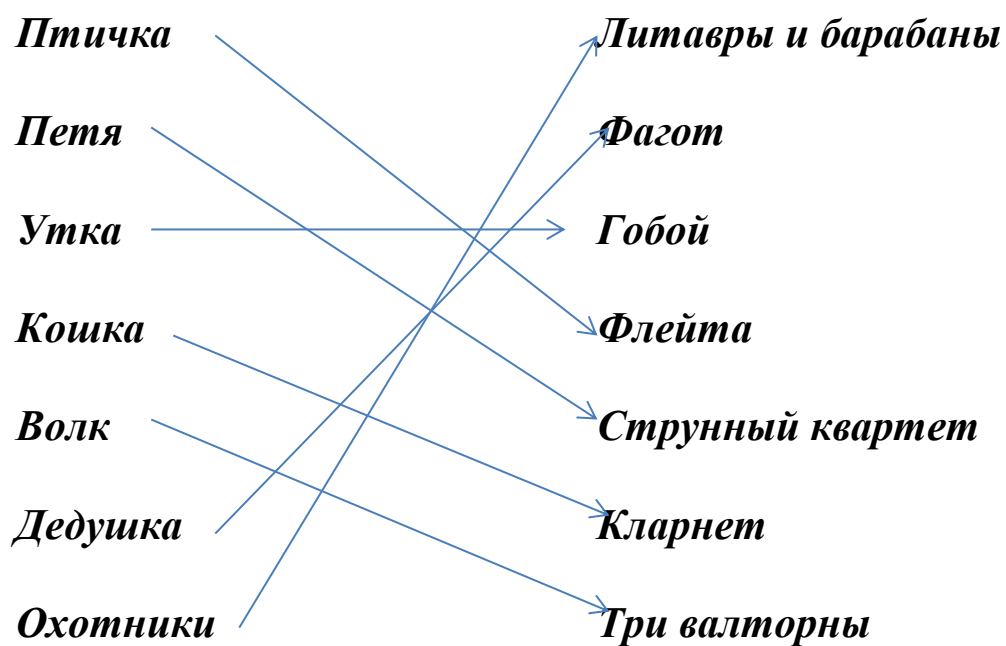 Птичка Литавры и барабаны
Петя Фагот
Утка Гобой
Кошка Флейта
Волк Струнный квартет
Дедушка Кларнет
Охотники Три валторны